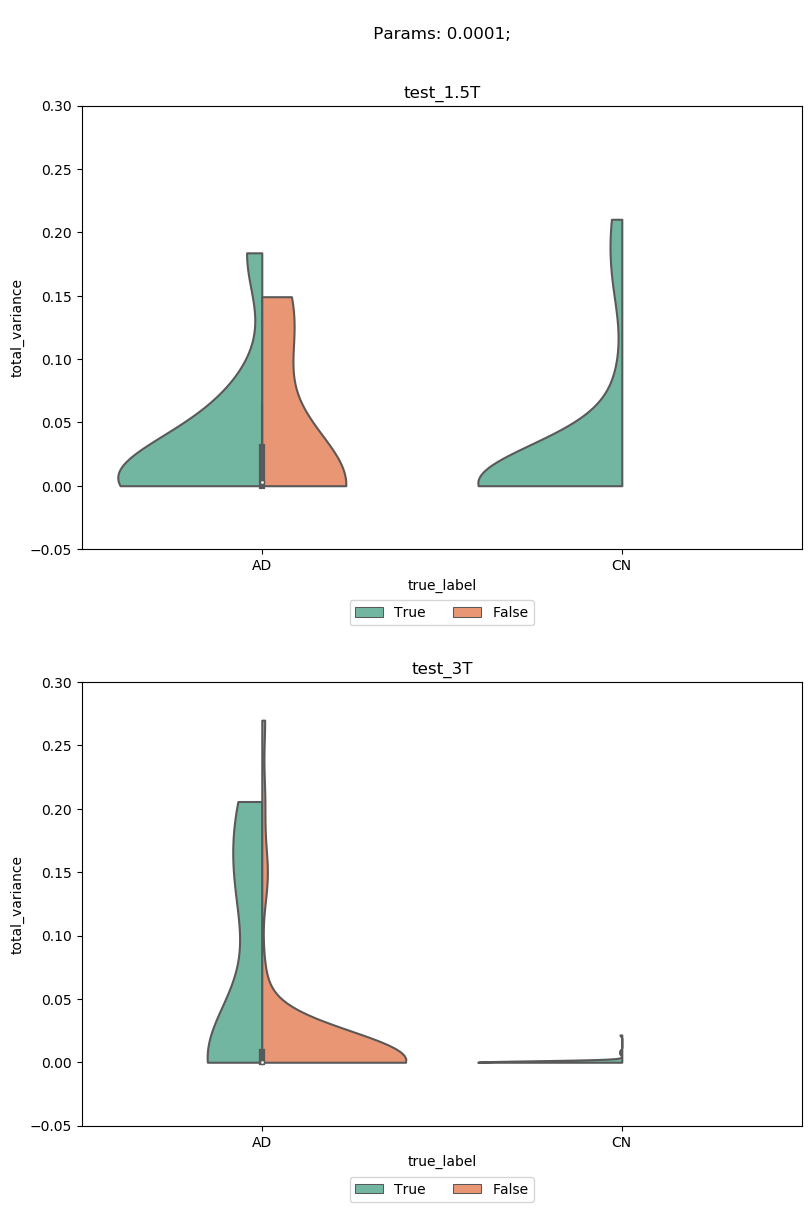 Params: 0.0001;
test_1.5T
0.30
0.25
0.20
0.15
0.10
0.05
0.00
−0.05
total_variance
AD CN
true_label
True False
test_3T
0.30
0.25
0.20
0.15
0.10
0.05
0.00
−0.05
total_variance
AD CN
true_label
True False